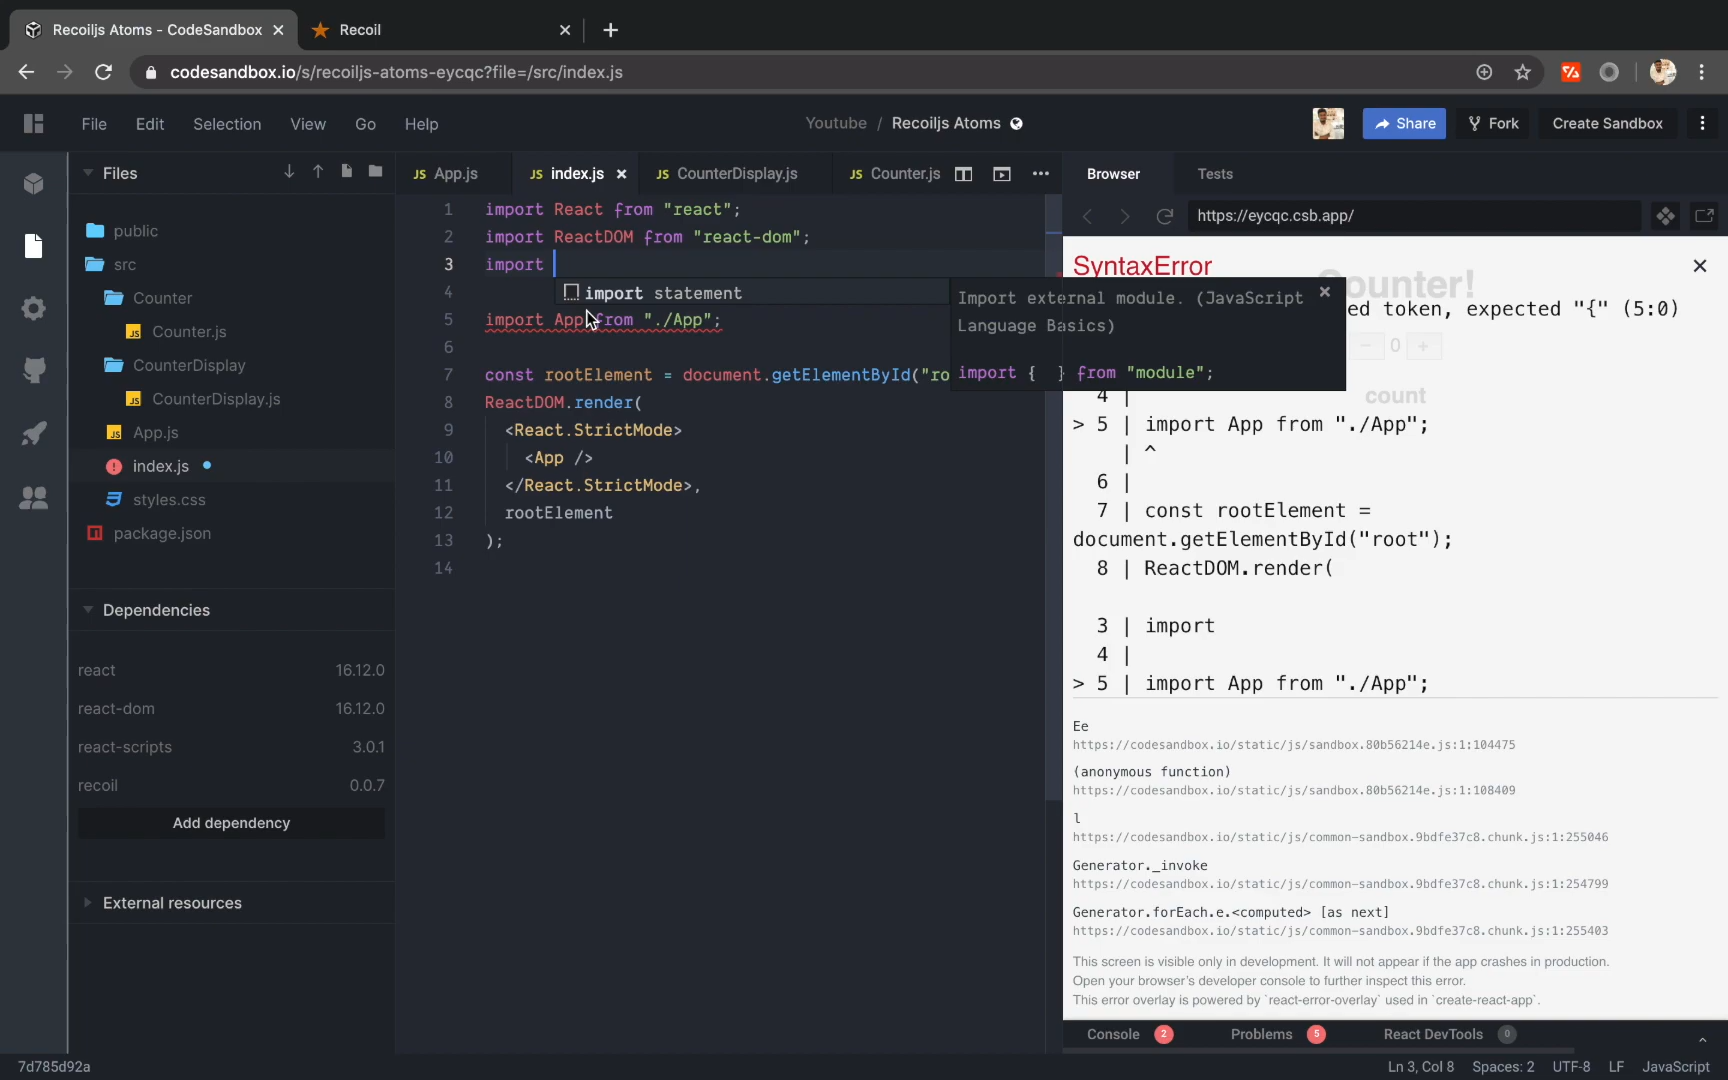 Recoiljs Atoms - CodeSandbox
Recoil
codesandbox.io/s/recoiljs-atoms-eycqc?file=/src/index.js
File Edit Selection View Go Help
Youtube / Recoiljs Atoms
Share
Fork
Create Sandbox
Files
public
src
Counter
JS Counter.js
CounterDisplay
JS CounterDisplay.js
JS App.js
index.js
styles.css
package.json
Dependencies
react 16.12.0
react-dom 16.12.0
react-scripts 3.0.1
recoil 0.0.7
Add dependency
External resources
JS App.js
JS index.js
JS CounterDisplay.js
JS Counter.js
1 import React from "react";
2 import ReactDOM from "react-dom";
3 import
import statement
4
5 import App from "./App";
6
7 const rootElement = document.getElementById("ro
8 ReactDOM.render(
9 <React.StrictMode>
10 <App />
11 </React.StrictMode>,
12 rootElement
13 );
14
Import external module. (JavaScript
Language Basics)
import { } from "module";
Browser Tests
https://eycqc.csb.app/
SyntaxError
ounter!
ed token, expected "{" (5:0)
− 0 +
count
4 |
> 5 | import App from "./App";
| ^
6 |
7 | const rootElement =
document.getElementById("root");
8 | ReactDOM.render(
3 | import
4 |
> 5 | import App from "./App";
Ee
https://codesandbox.io/static/js/sandbox.80b56214e.js:1:104475
(anonymous function)
https://codesandbox.io/static/js/sandbox.80b56214e.js:1:108409
l
https://codesandbox.io/static/js/common-sandbox.9bdfe37c8.chunk.js:1:255046
Generator._invoke
https://codesandbox.io/static/js/common-sandbox.9bdfe37c8.chunk.js:1:254799
Generator.forEach.e.<computed> [as next]
https://codesandbox.io/static/js/common-sandbox.9bdfe37c8.chunk.js:1:255403
This screen is visible only in development. It will not appear if the app crashes in production.
Open your browser's developer console to further inspect this error.
This error overlay is powered by `react-error-overlay` used in `create-react-app`.
Console 2 Problems 5 React DevTools 0
7d785d92a
Ln 3, Col 8 Spaces: 2 UTF-8 LF JavaScript